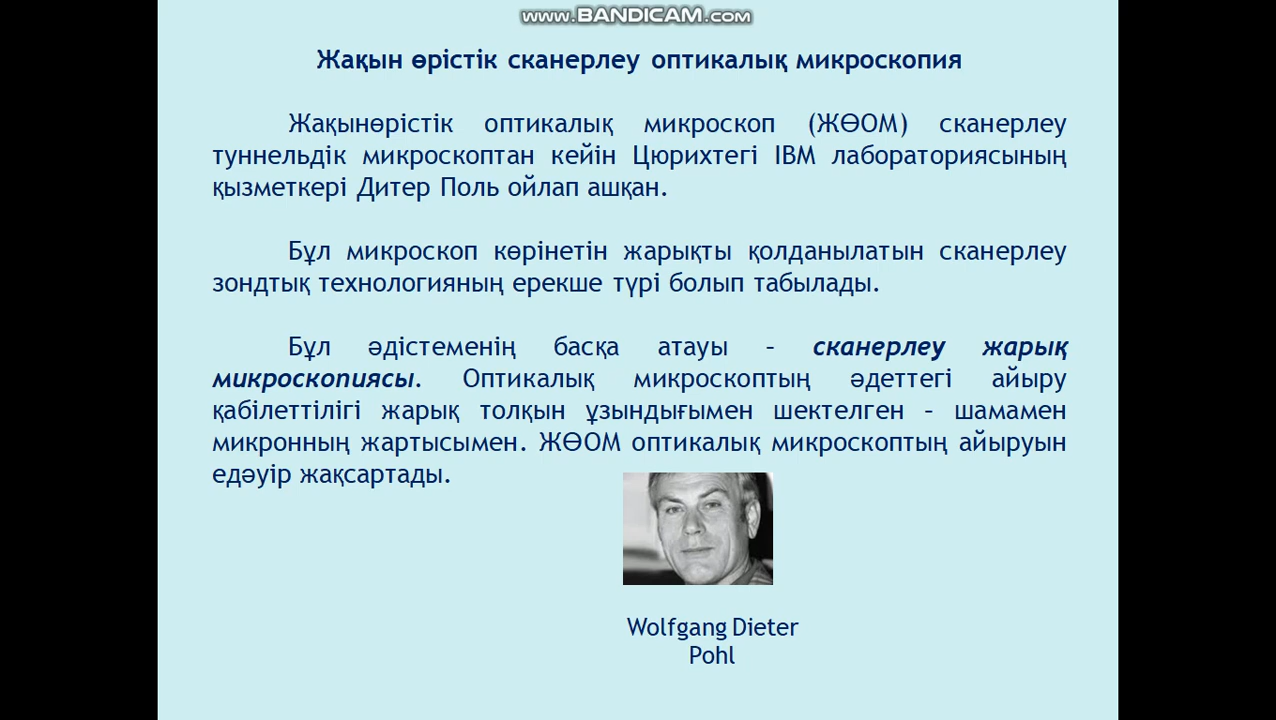 www.BANDICAM.com
Жақын өрістік сканерлеу оптикалық микроскопия
Жақынөрістік оптикалық микроскоп (ЖӨОМ) сканерлеу
туннельдік микроскоптан кейін Цюрихтегі IBM лабораториясының
қызметкері Дитер Поль ойлап ашқан.
Бұл микроскоп көрінетін жарықты қолданылатын сканерлеу
зондтық технологияның ерекше түрі болып табылады.
Бұл әдістеменің басқа атауы – сканерлеу жарық
микроскопиясы. Оптикалық микроскоптың әдеттегі айыру
қабілеттілігі жарық толқын ұзындығымен шектелген – шамамен
микронның жартысымен. ЖӨОМ оптикалық микроскоптың айыруын
едәуір жақсартады.
Wolfgang Dieter
Pohl